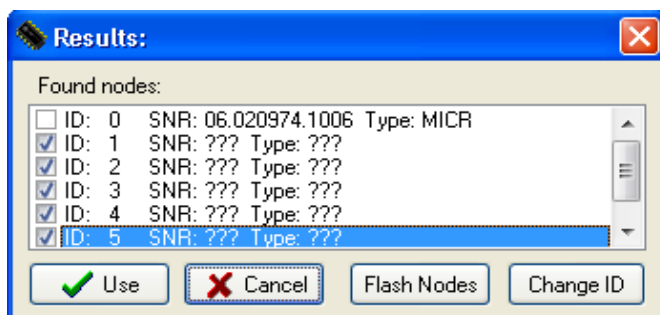 Results:
Found nodes:
ID: 0 SNR: 06.020974.1006 Type: MICR
ID: 1 SNR: ??? Type: ???
ID: 2 SNR: ??? Type: ???
ID: 3 SNR: ??? Type: ???
ID: 4 SNR: ??? Type: ???
ID: 5 SNR: ??? Type: ???
Use Cancel Flash Nodes Change ID